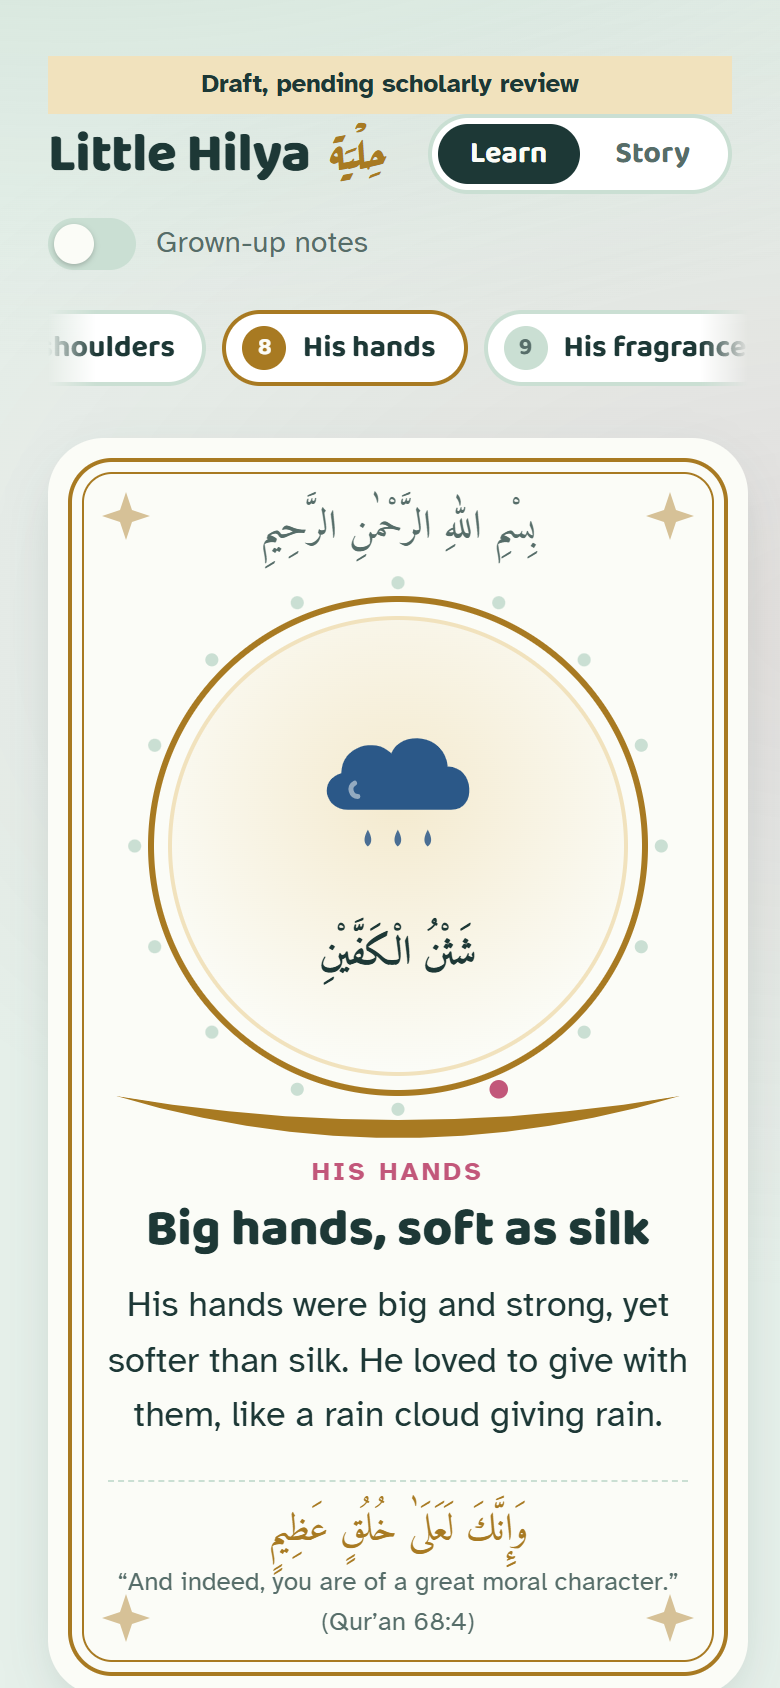 Draft, pending scholarly review
Little Hilya حِلْيَة
Learn
Story
Grown-up notes
shoulders
8 His hands
9 His fragrance
بِسْمِ اللَّهِ الرَّحْمَٰنِ الرَّحِيمِ
شَثْنُ الْكَفَّيْنِ
HIS HANDS
Big hands, soft as silk
His hands were big and strong, yet
softer than silk. He loved to give with
them, like a rain cloud giving rain.
وَإِنَّكَ لَعَلَىٰ خُلُقٍ عَظِيمٍ
“And indeed, you are of a great moral character.”
(Qur’an 68:4)